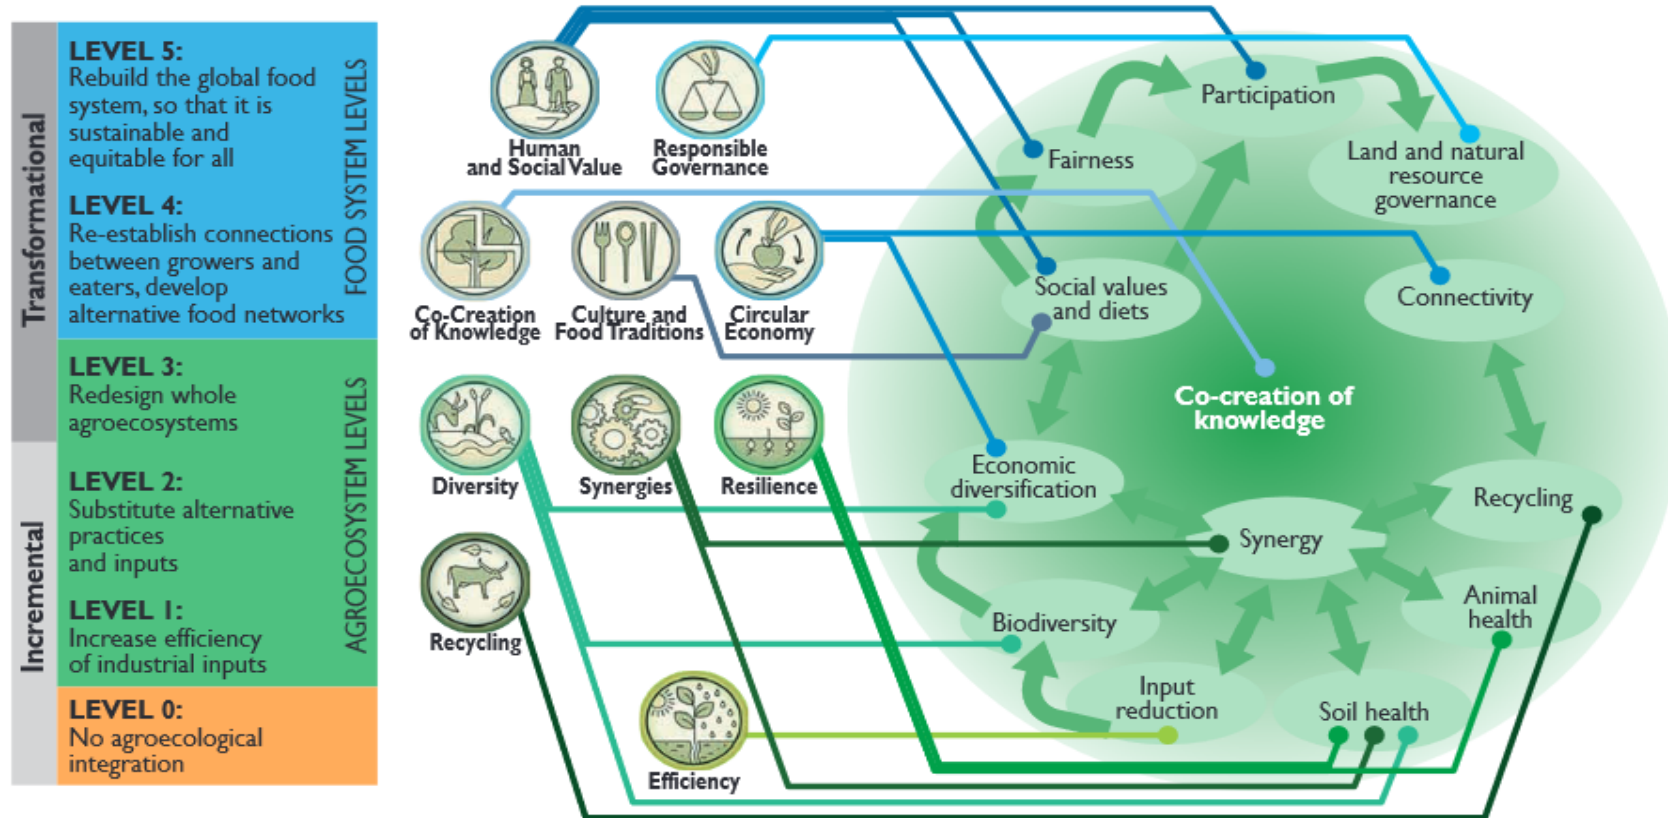 Transformational
Incremental
LEVEL 5:
Rebuild the global food
system, so that it is
sustainable and
equitable for all
LEVEL 4:
Re-establish connections
between growers and
eaters, develop
alternative food networks
FOOD SYSTEM LEVELS
LEVEL 3:
Redesign whole
agroecosystems
LEVEL 2:
Substitute alternative
practices
and inputs
LEVEL 1:
Increase efficiency
of industrial inputs
AGROECOSYSTEM LEVELS
LEVEL 0:
No agroecological
integration
Human
and Social Value
Responsible
Governance
Co-Creation
of Knowledge
Culture and
Food Traditions
Circular
Economy
Diversity
Synergies
Resilience
Recycling
Efficiency
Participation
Fairness
Land and natural
resource
governance
Social values
and diets
Connectivity
Co-creation of
knowledge
Economic
diversification
Recycling
Synergy
Biodiversity
Animal
health
Input
reduction
Soil health